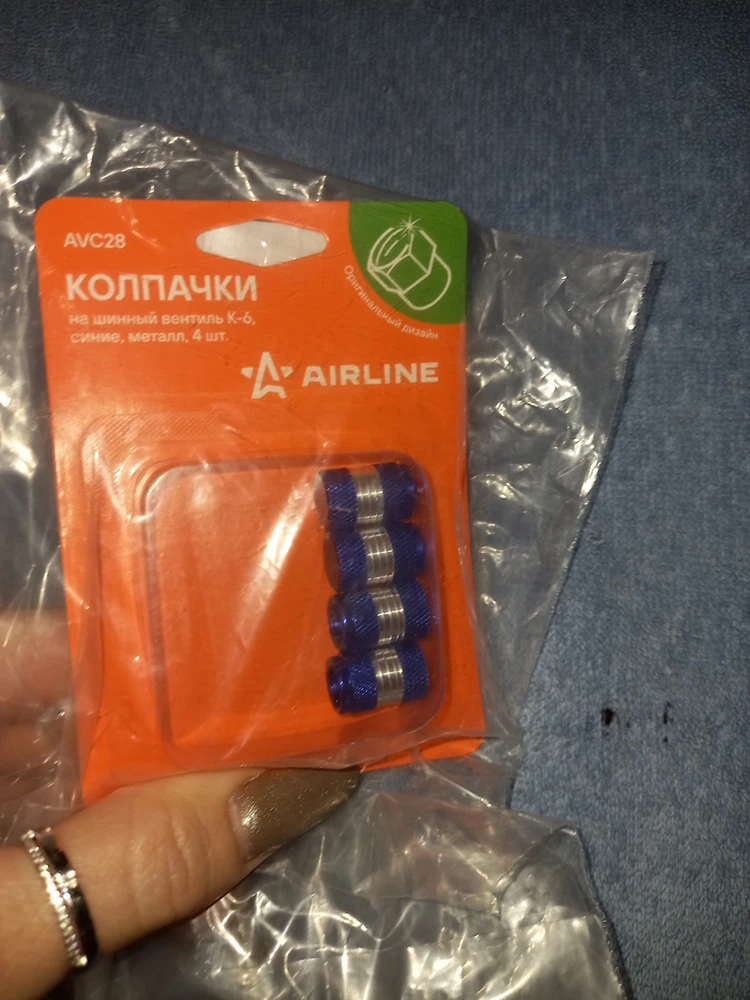 AVC28
КОЛПАЧКИ
на шинный вентиль К-6,
синие, металл, 4 шт.
Оригинальный дизайн
AIRLINE